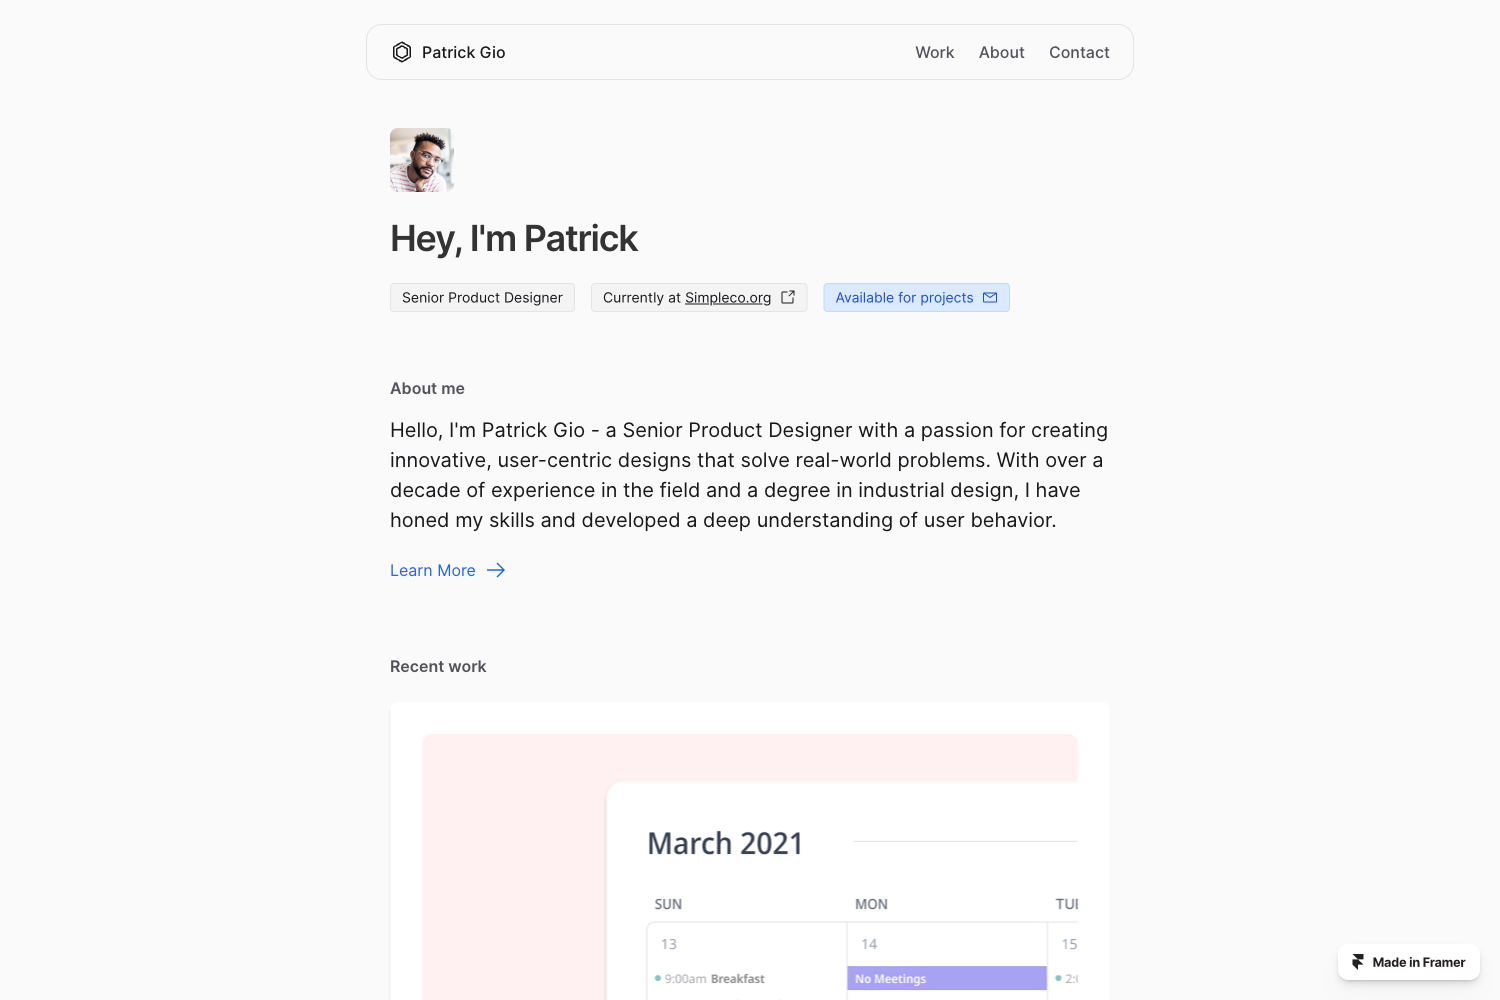 Patrick Gio
Work About Contact
Hey, I'm Patrick
Senior Product Designer
Currently at Simpleco.org
Available for projects
About me
Hello, I'm Patrick Gio - a Senior Product Designer with a passion for creating
innovative, user-centric designs that solve real-world problems. With over a
decade of experience in the field and a degree in industrial design, I have
honed my skills and developed a deep understanding of user behavior.
Learn More
Recent work
March 2021
SUN MON
13 14 15
9:00am Breakfast No Meetings
Made in Framer